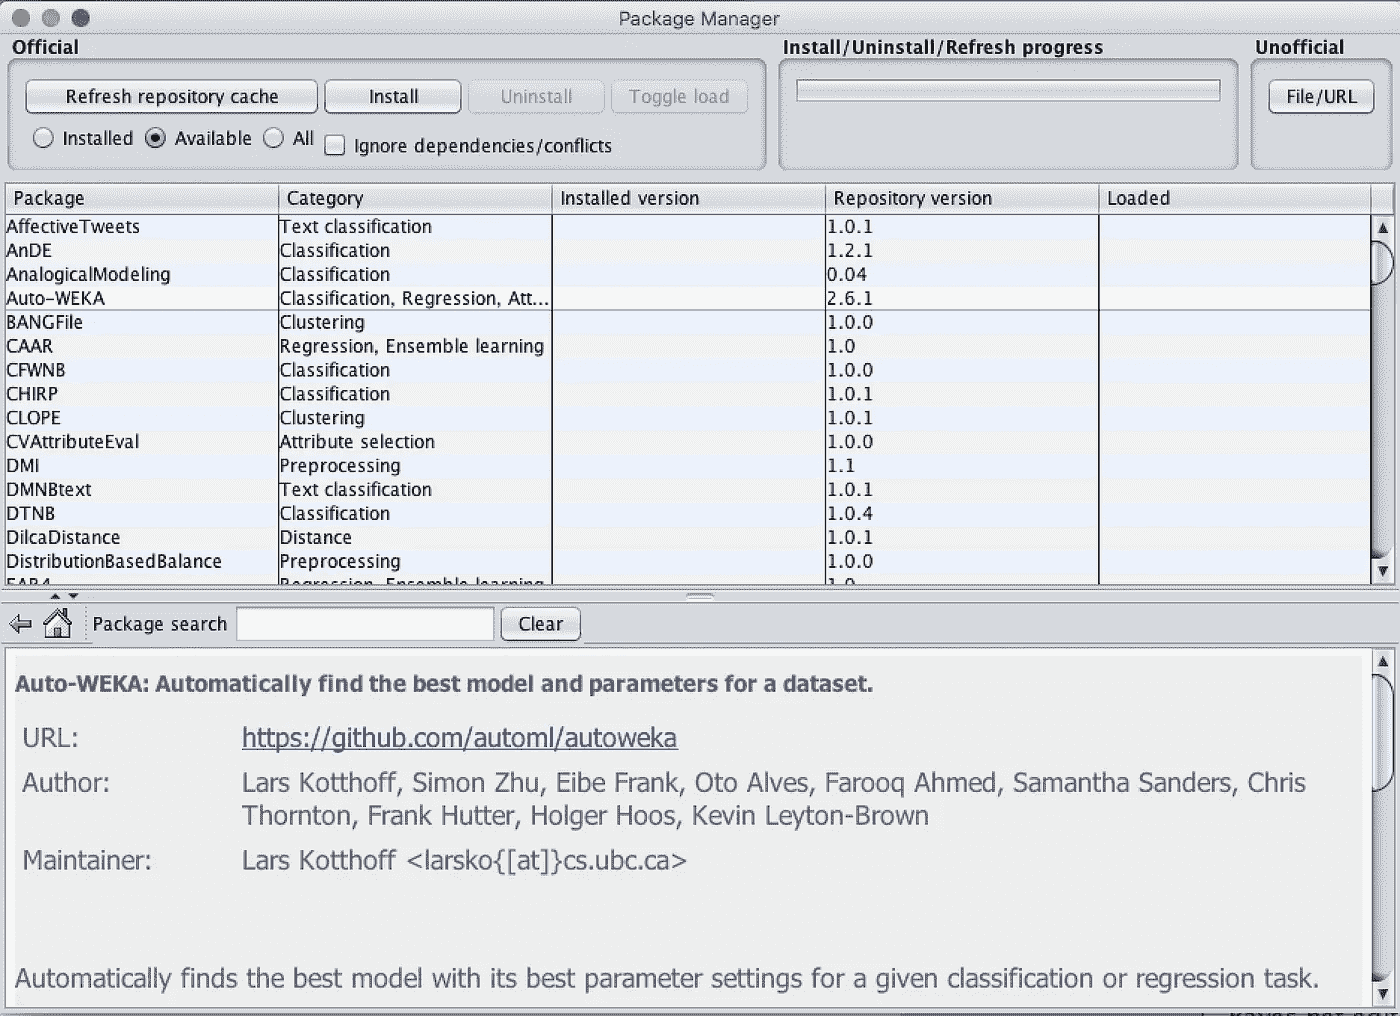 Package Manager
Official
Install/Uninstall/Refresh progress
Unofficial
Refresh repository cache Install Uninstall Toggle load
File/URL
Installed Available All Ignore dependencies/conflicts
Package Category Installed version Repository version Loaded
AffectiveTweets Text classification 1.0.1
AnDE Classification 1.2.1
AnalogicalModeling Classification 0.04
Auto-WEKA Classification, Regression, Att... 2.6.1
BANGFile Clustering 1.0.0
CAAR Regression, Ensemble learning 1.0
CFWNB Classification 1.0.0
CHIRP Classification 1.0.1
CLOPE Clustering 1.0.1
CVAttributeEval Attribute selection 1.0.0
DMI Preprocessing 1.1
DMNBtext Text classification 1.0.1
DTNB Classification 1.0.4
DilcaDistance Distance 1.0.1
DistributionBasedBalance Preprocessing 1.0.0
Regression, Ensemble learning 1.0
Package search Clear
Auto-WEKA: Automatically find the best model and parameters for a dataset.
URL: https://github.com/automl/autoweka
Author: Lars Kotthoff, Simon Zhu, Eibe Frank, Oto Alves, Farooq Ahmed, Samantha Sanders, Chris
Thornton, Frank Hutter, Holger Hoos, Kevin Leyton-Brown
Maintainer: Lars Kotthoff <larsko{[at]}cs.ubc.ca>
Automatically finds the best model with its best parameter settings for a given classification or regression task.